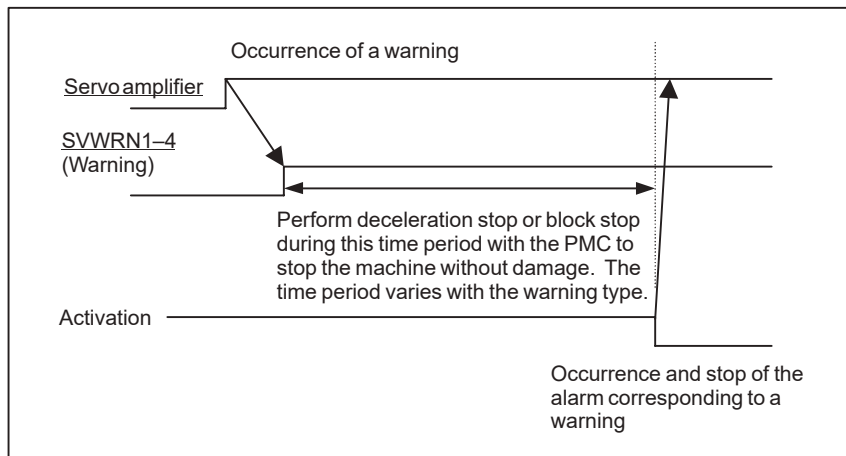 Occurrence of a warning
Servo amplifier
SVWRN1–4
(Warning)
Perform deceleration stop or block stop
during this time period with the PMC to
stop the machine without damage. The
time period varies with the warning type.
Activation
Occurrence and stop of the
alarm corresponding to a
warning